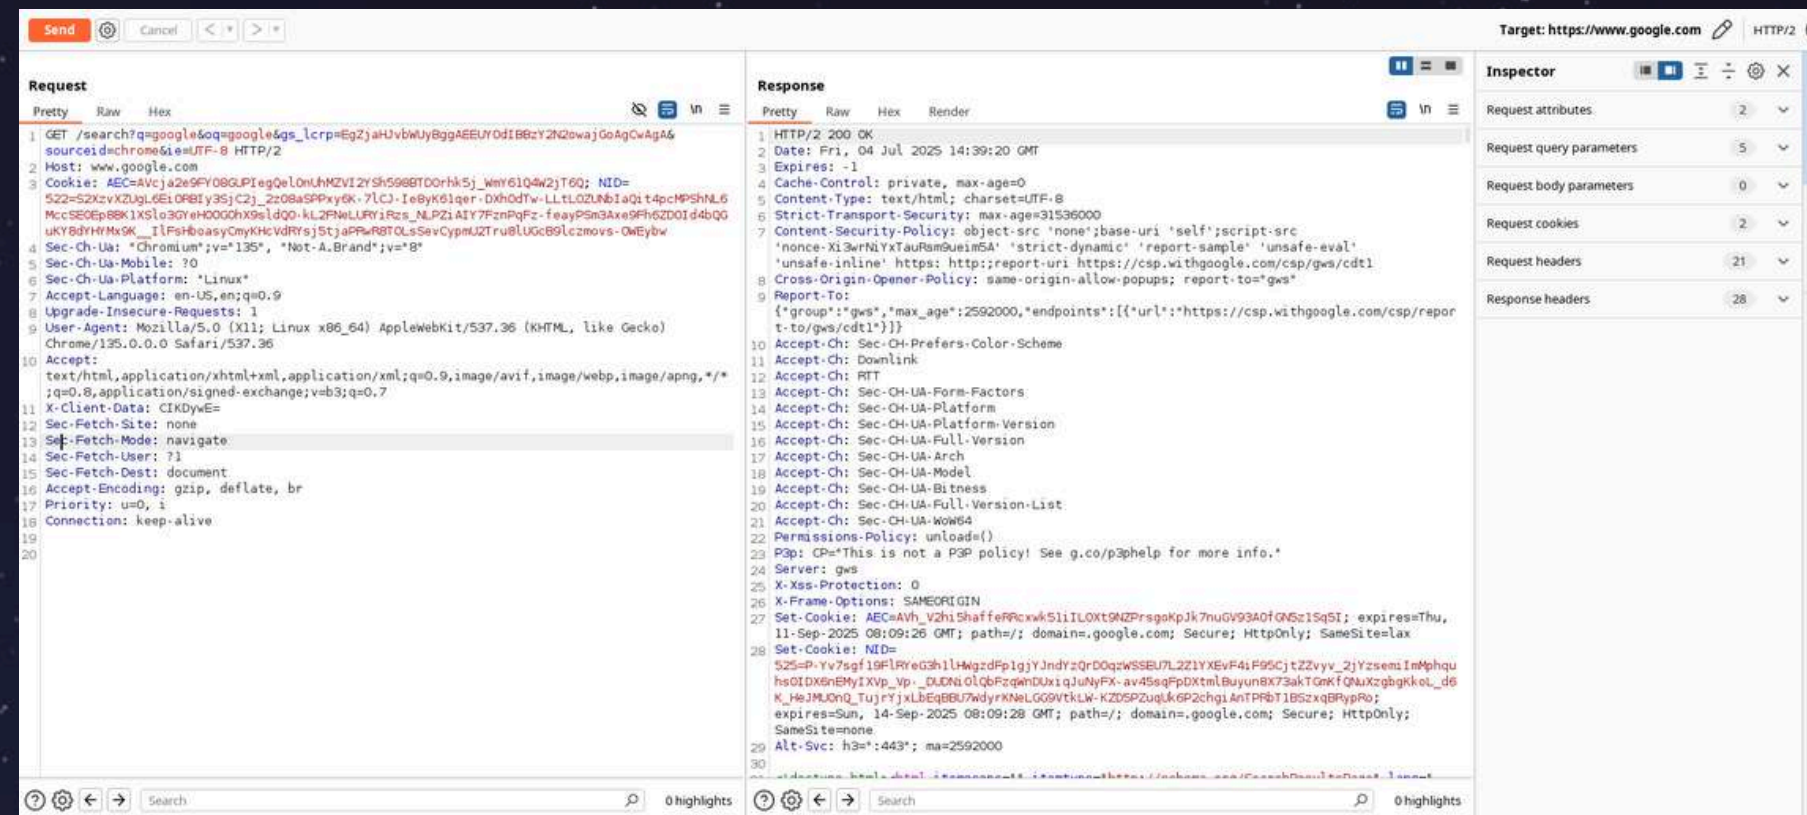 Send Cancel < > Target: https://www.google.com HTTP/2
Request
Pretty Raw Hex \n
1 GET /search?q=google&oq=google&gs_lcrp=EgZjaHJvbWUyBggAEEUYOdIBBzY2N2owajGoAgCwAgA&
sourceid=chrome&ie=UTF-8 HTTP/2
2 Host: www.google.com
3 Cookie: AEC= NID=
4 Sec-Ch-Ua: "Chromium";v="135", "Not-A.Brand";v="8"
5 Sec-Ch-Ua-Mobile: ?0
6 Sec-Ch-Ua-Platform: "Linux"
7 Accept-Language: en-US,en;q=0.9
8 Upgrade-Insecure-Requests: 1
9 User-Agent: Mozilla/5.0 (X11; Linux x86_64) AppleWebKit/537.36 (KHTML, like Gecko)
Chrome/135.0.0.0 Safari/537.36
10 Accept:
text/html,application/xhtml+xml,application/xml;q=0.9,image/avif,image/webp,image/apng,*/*
;q=0.8,application/signed-exchange;v=b3;q=0.7
11 X-Client-Data: CIKDywE=
12 Sec-Fetch-Site: none
13 Sec-Fetch-Mode: navigate
14 Sec-Fetch-User: ?1
15 Sec-Fetch-Dest: document
16 Accept-Encoding: gzip, deflate, br
17 Priority: u=0, i
18 Connection: keep-alive
19
20
Search 0 highlights
Response
Pretty Raw Hex Render \n
1 HTTP/2 200 OK
2 Date: Fri, 04 Jul 2025 14:39:20 GMT
3 Expires: -1
4 Cache-Control: private, max-age=0
5 Content-Type: text/html; charset=UTF-8
6 Strict-Transport-Security: max-age=31536000
7 Content-Security-Policy: object-src 'none';base-uri 'self';script-src
'nonce-Xi3wrNiYxTauRsm9ueim5A' 'strict-dynamic' 'report-sample' 'unsafe-eval'
'unsafe-inline' https: http:;report-uri https://csp.withgoogle.com/csp/gws/cdt1
8 Cross-Origin-Opener-Policy: same-origin-allow-popups; report-to="gws"
9 Report-To:
{"group":"gws","max_age":2592000,"endpoints":[{"url":"https://csp.withgoogle.com/csp/repor
t-to/gws/cdt1"}]}
10 Accept-Ch: Sec-CH-Prefers-Color-Scheme
11 Accept-Ch: Downlink
12 Accept-Ch: RTT
13 Accept-Ch: Sec-CH-UA-Form-Factors
14 Accept-Ch: Sec-CH-UA-Platform
15 Accept-Ch: Sec-CH-UA-Platform-Version
16 Accept-Ch: Sec-CH-UA-Full-Version
17 Accept-Ch: Sec-CH-UA-Arch
18 Accept-Ch: Sec-CH-UA-Model
19 Accept-Ch: Sec-CH-UA-Bitness
20 Accept-Ch: Sec-CH-UA-Full-Version-List
21 Accept-Ch: Sec-CH-UA-WoW64
22 Permissions-Policy: unload=()
23 P3p: CP="This is not a P3P policy! See g.co/p3phelp for more info."
24 Server: gws
25 X-Xss-Protection: 0
26 X-Frame-Options: SAMEORIGIN
27 Set-Cookie: expires=Thu,
11-Sep-2025 08:09:26 GMT; path=/; domain=.google.com; Secure; HttpOnly; SameSite=lax
28 Set-Cookie: NID=
expires=Sun, 14-Sep-2025 08:09:28 GMT; path=/; domain=.google.com; Secure; HttpOnly;
SameSite=none
29 Alt-Svc: h3=":443"; ma=2592000
30
Search 0 highlights
Inspector
Request attributes 2
Request query parameters 5
Request body parameters 0
Request cookies 2
Request headers 21
Response headers 28